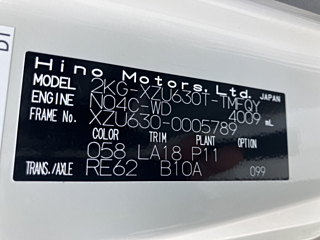 Hino Motors, Ltd. JAPAN
MODEL 2KG-XZU630T-TMFQY
ENGINE N04C-WD 4009 mL
FRAME No. XZU630-0005789
COLOR TRIM PLANT OPTION
058 LA18 P11
TRANS./AXLE RE62 B10A 099